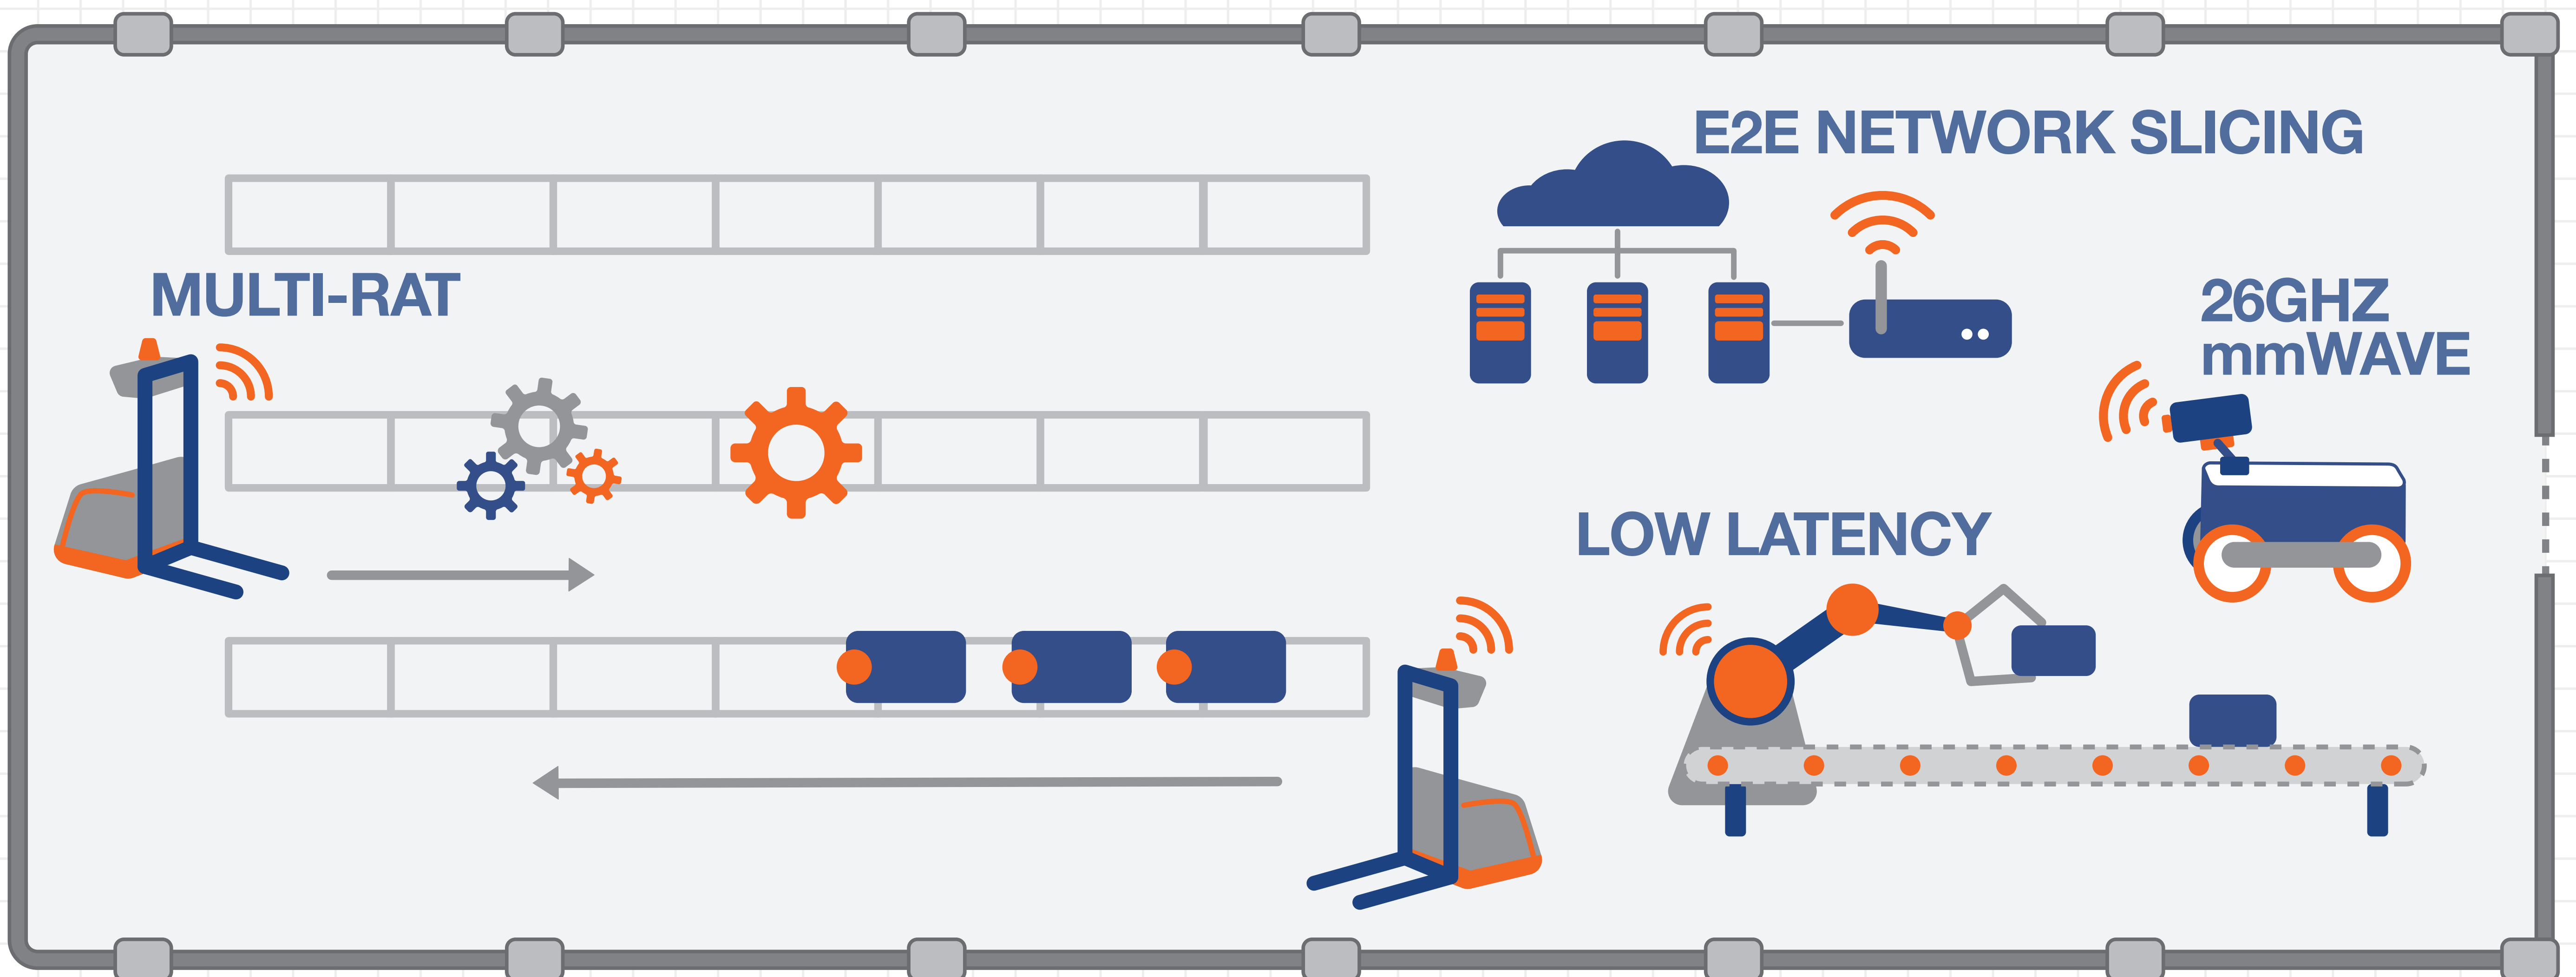 E2E NETWORK SLICING
MULTI-RAT
26GHZ
mmWAVE
LOW LATENCY